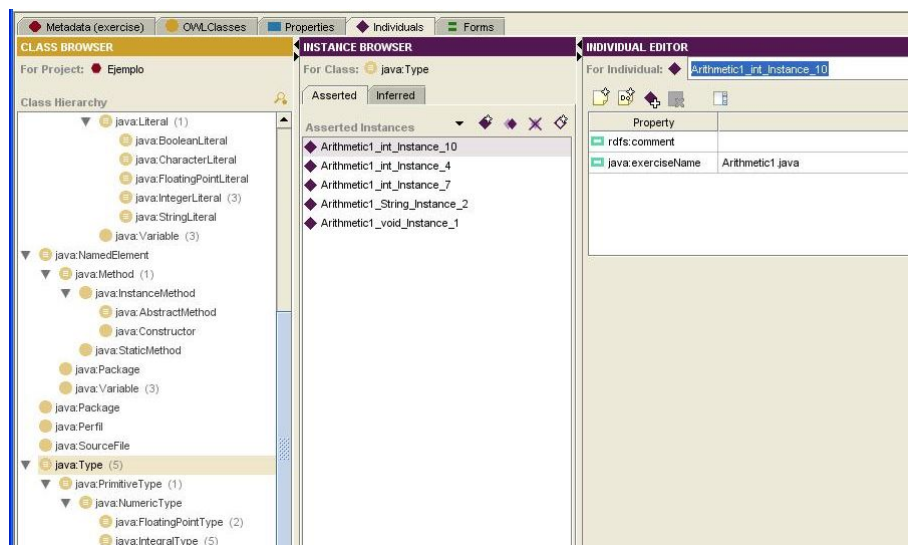 Metadata (exercise) OWLClasses Properties Individuals Forms
CLASS BROWSER
For Project: Ejemplo
Class Hierarchy
java:Literal (1)
java:BooleanLiteral
java:CharacterLiteral
java:FloatingPointLiteral
java:IntegerLiteral (3)
java:StringLiteral
java:Variable (3)
java:NamedElement
java:Method (1)
java:InstanceMethod
java:AbstractMethod
java:Constructor
java:StaticMethod
java:Package
java:Variable (3)
java:Package
java:Perfil
java:SourceFile
java:Type (5)
java:PrimitiveType (1)
java:NumericType
java:FloatingPointType (2)
java:IntegralType (5)
INSTANCE BROWSER
For Class: java:Type
Asserted Inferred
Asserted Instances
Arithmetic1_int_Instance_10
Arithmetic1_int_Instance_4
Arithmetic1_int_Instance_7
Arithmetic1_String_Instance_2
Arithmetic1_void_Instance_1
INDIVIDUAL EDITOR
For Individual: Arithmetic1_int_Instance_10
Property
rdfs:comment
java:exerciseName Arithmetic1.java